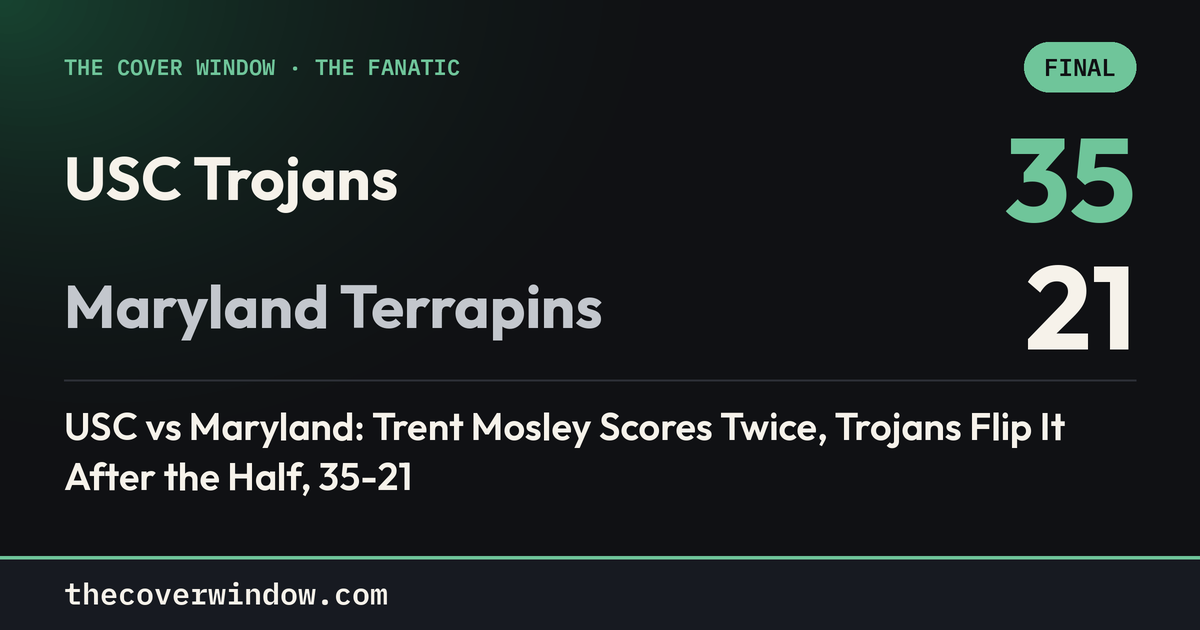 THE COVER WINDOW · THE FANATIC
FINAL
USC Trojans
35
Maryland Terrapins
21
USC vs Maryland: Trent Mosley Scores Twice, Trojans Flip It
After the Half, 35-21
thecoverwindow.com